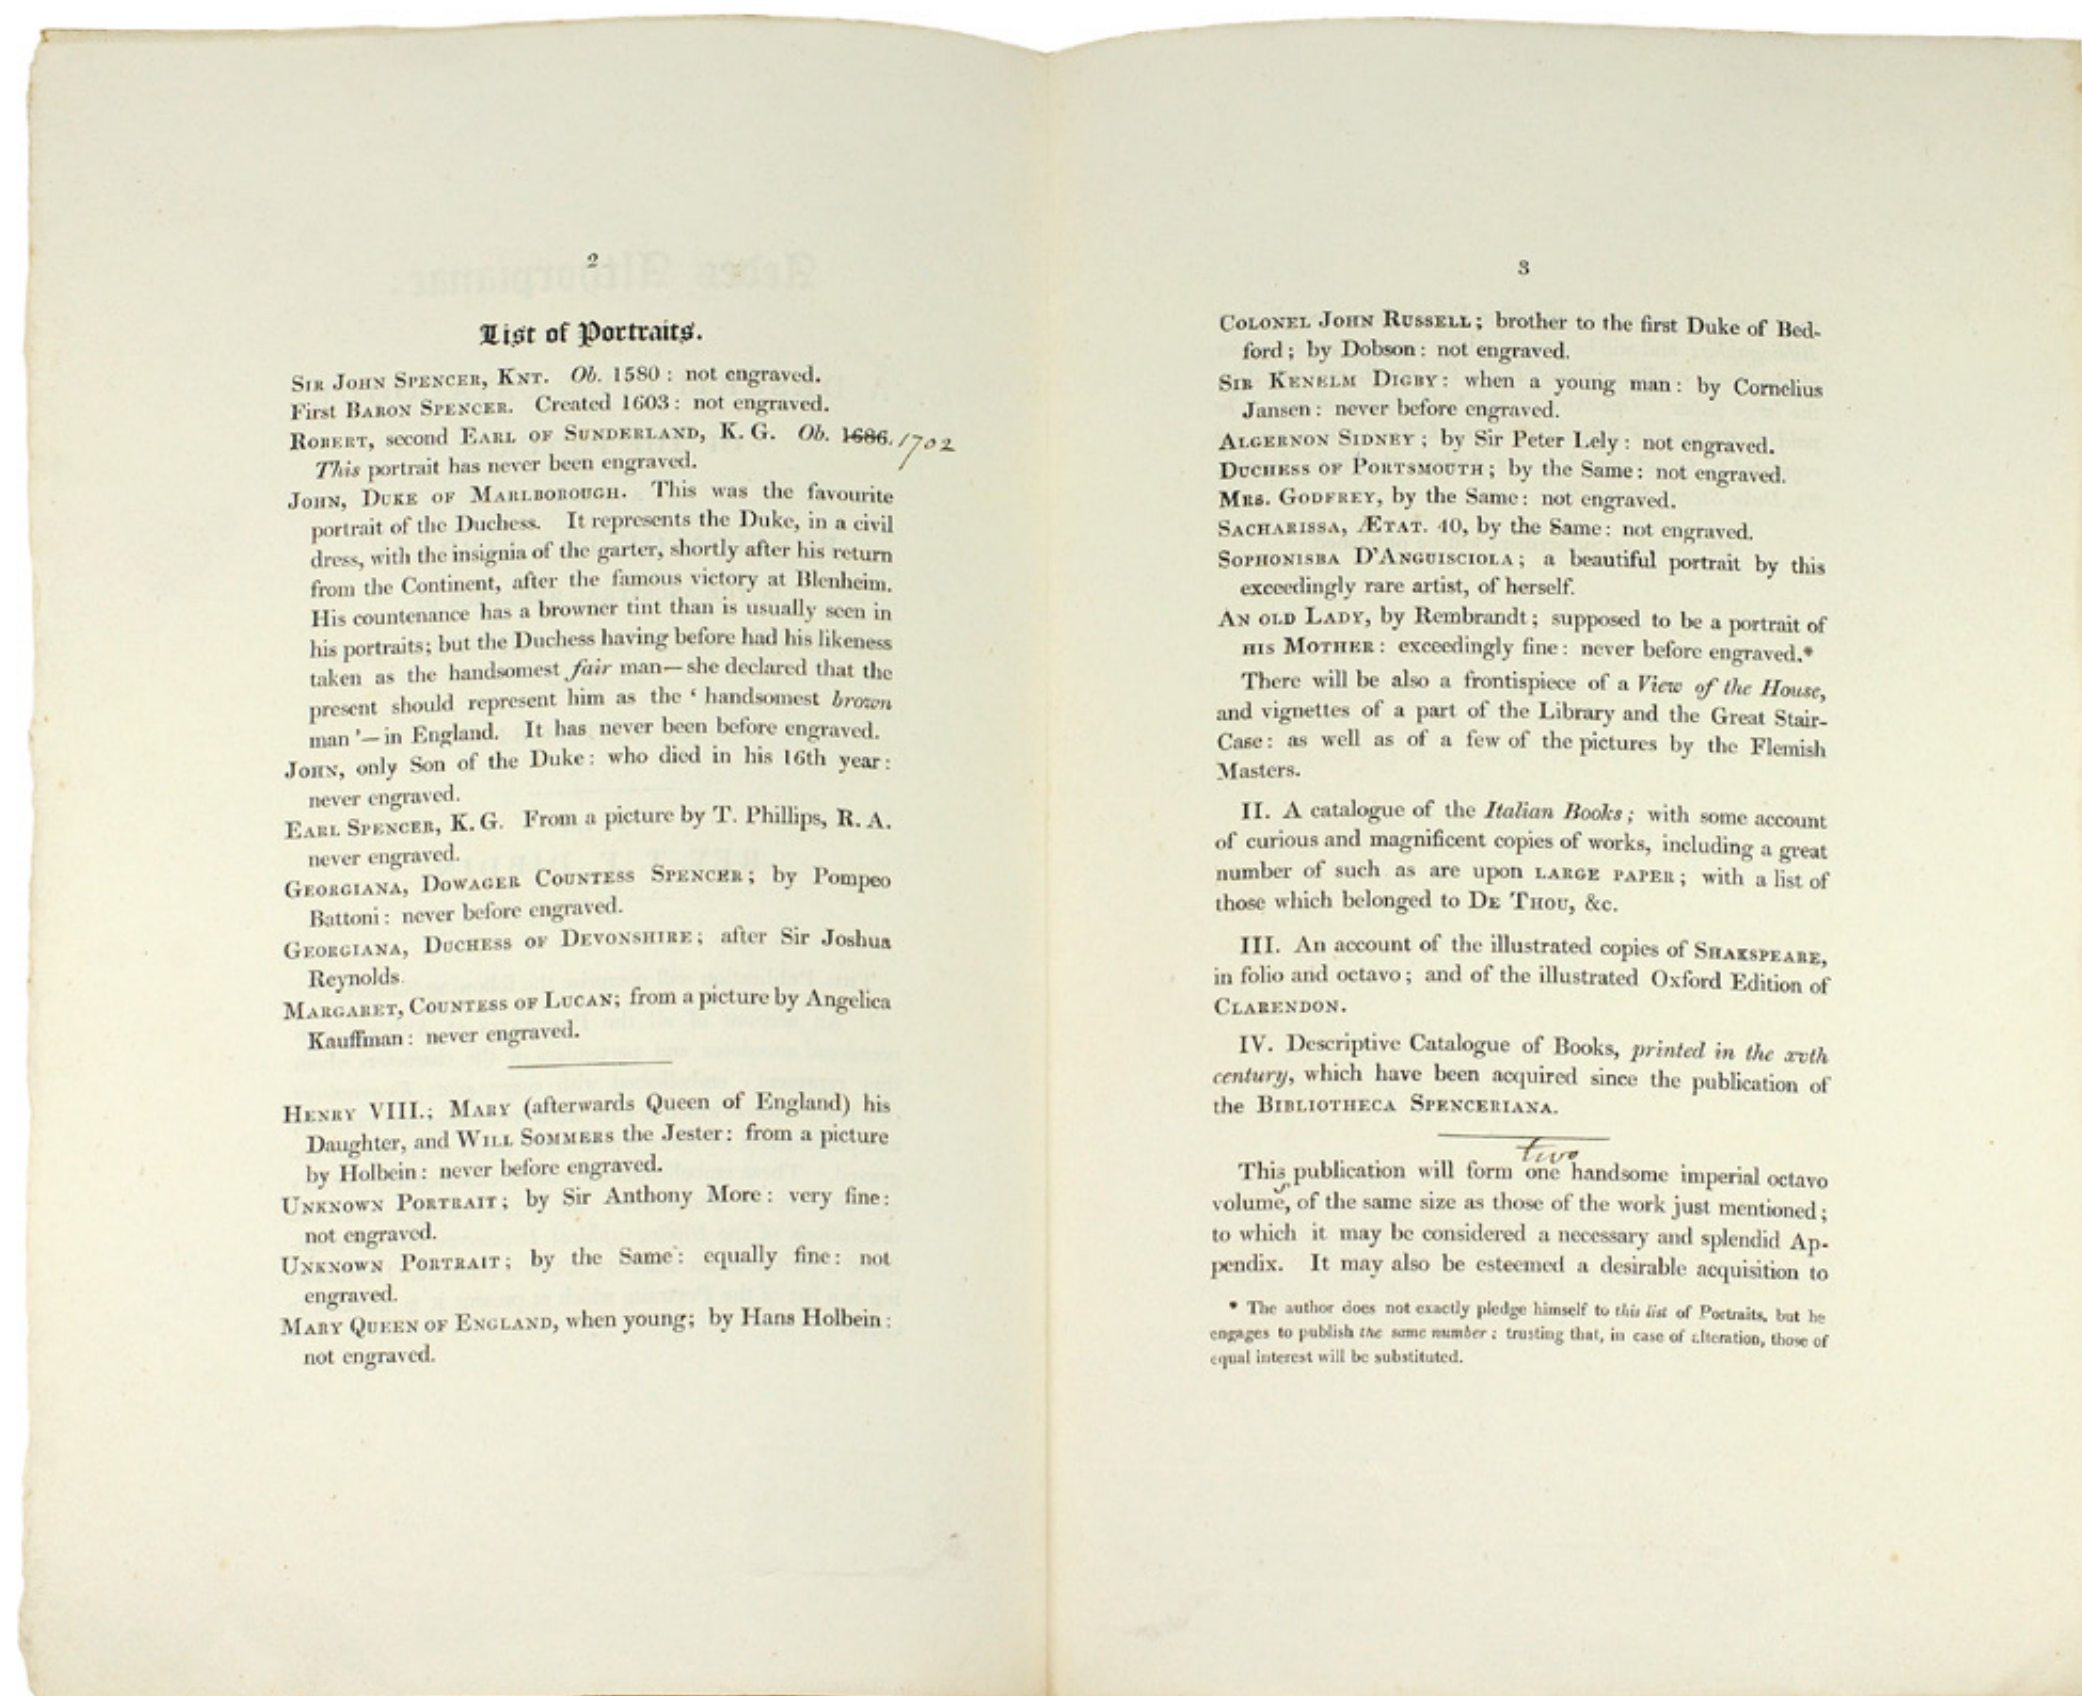 2
List of Portraits.
SIR JOHN SPENCER, KNT. Ob. 1580 : not engraved.
First BARON SPENCER. Created 1603 : not engraved.
ROBERT, second EARL OF SUNDERLAND, K. G. Ob. 1686. 1702
This portrait has never been engraved.
JOHN, DUKE OF MARLBOROUGH. This was the favourite
portrait of the Duchess. It represents the Duke, in a civil
dress, with the insignia of the garter, shortly after his return
from the Continent, after the famous victory at Blenheim.
His countenance has a browner tint than is usually seen in
his portraits; but the Duchess having before had his likeness
taken as the handsomest fair man—she declared that the
present should represent him as the ‘ handsomest brown
man ’—in England. It has never been before engraved.
JOHN, only Son of the Duke : who died in his 16th year :
never engraved.
EARL SPENCER, K. G. From a picture by T. Phillips, R. A.
never engraved.
GEORGIANA, DOWAGER COUNTESS SPENCER ; by Pompeo
Battoni : never before engraved.
GEORGIANA, DUCHESS OF DEVONSHIRE ; after Sir Joshua
Reynolds.
MARGARET, COUNTESS OF LUCAN; from a picture by Angelica
Kauffman : never engraved.
HENRY VIII.; MARY (afterwards Queen of England) his
Daughter, and WILL SOMMERS the Jester : from a picture
by Holbein : never before engraved.
UNKNOWN PORTRAIT ; by Sir Anthony More : very fine :
not engraved.
UNKNOWN PORTRAIT ; by the Same : equally fine : not
engraved.
MARY QUEEN OF ENGLAND, when young; by Hans Holbein :
not engraved.
3
COLONEL JOHN RUSSELL ; brother to the first Duke of Bed-
ford ; by Dobson : not engraved.
SIR KENELM DIGBY : when a young man : by Cornelius
Jansen : never before engraved.
ALGERNON SIDNEY ; by Sir Peter Lely : not engraved.
DUCHESS OF PORTSMOUTH ; by the Same : not engraved.
MRS. GODFREY, by the Same : not engraved.
SACHARISSA, ÆTAT. 40, by the Same : not engraved.
SOPHONISBA D'ANGUISCIOLA ; a beautiful portrait by this
exceedingly rare artist, of herself.
AN OLD LADY, by Rembrandt ; supposed to be a portrait of
HIS MOTHER : exceedingly fine : never before engraved.*
There will be also a frontispiece of a View of the House,
and vignettes of a part of the Library and the Great Stair-
Case : as well as of a few of the pictures by the Flemish
Masters.
II. A catalogue of the Italian Books ; with some account
of curious and magnificent copies of works, including a great
number of such as are upon LARGE PAPER ; with a list of
those which belonged to DE THOU, &c.
III. An account of the illustrated copies of SHAKSPEARE,
in folio and octavo ; and of the illustrated Oxford Edition of
CLARENDON.
IV. Descriptive Catalogue of Books, printed in the xvth
century, which have been acquired since the publication of
the BIBLIOTHECA SPENCERIANA.
two
This publication will form one handsome imperial octavo
volume, s of the same size as those of the work just mentioned ;
to which it may be considered a necessary and splendid Ap-
pendix. It may also be esteemed a desirable acquisition to
* The author does not exactly pledge himself to this list of Portraits, but he
engages to publish the same number : trusting that, in case of alteration, those of
equal interest will be substituted.